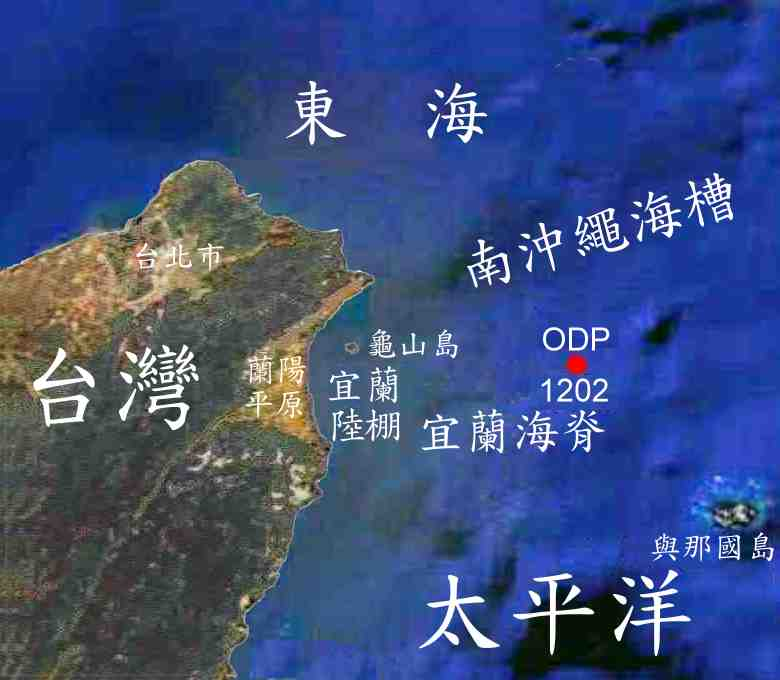 東 海
南沖繩海槽
台北市
龜山島
ODP
1202
台灣
蘭陽
平原
宜蘭
陸棚
宜蘭海脊
與那國島
太平洋